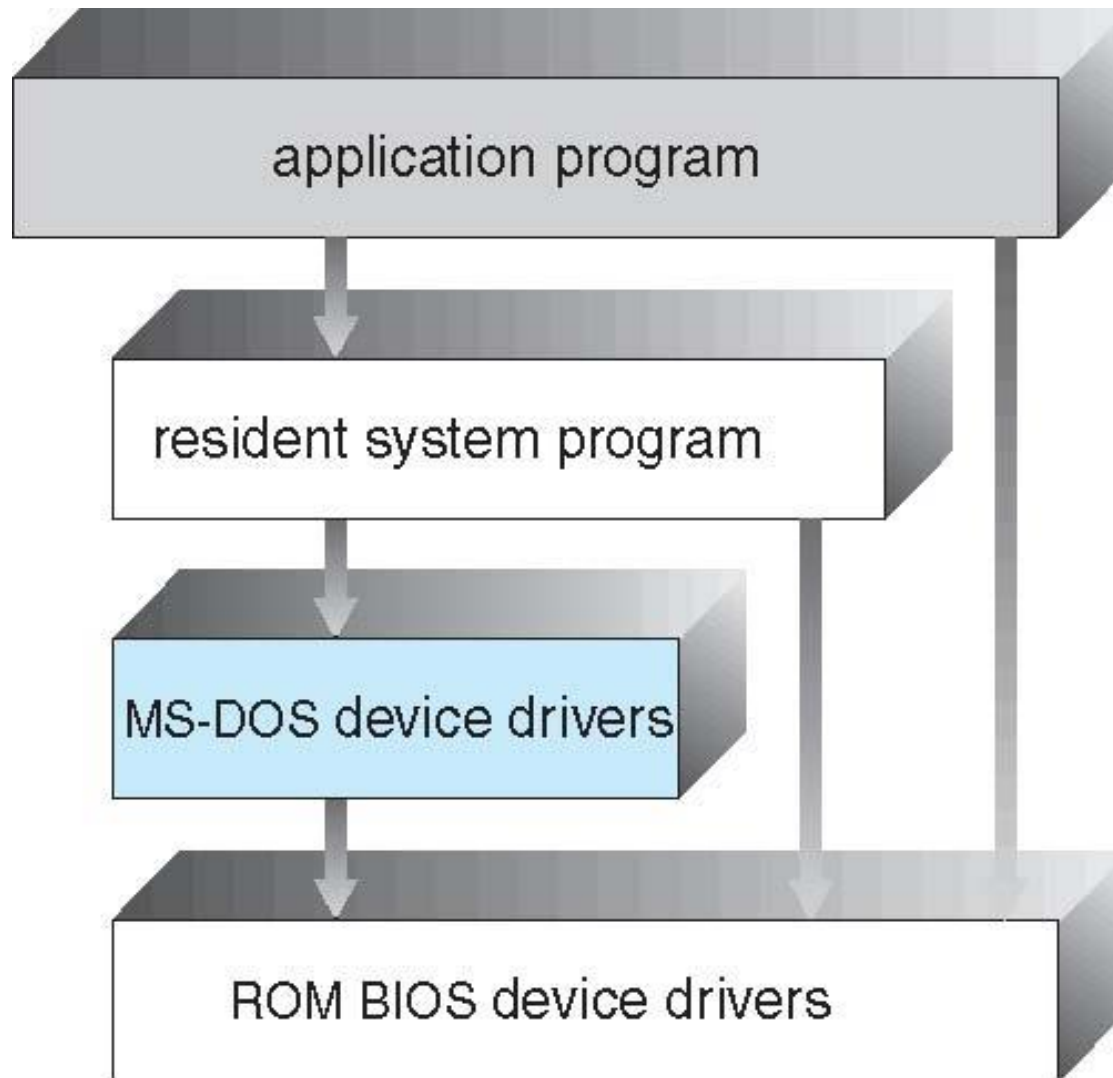 application program
resident system program
MS-DOS device drivers
ROM BIOS device drivers